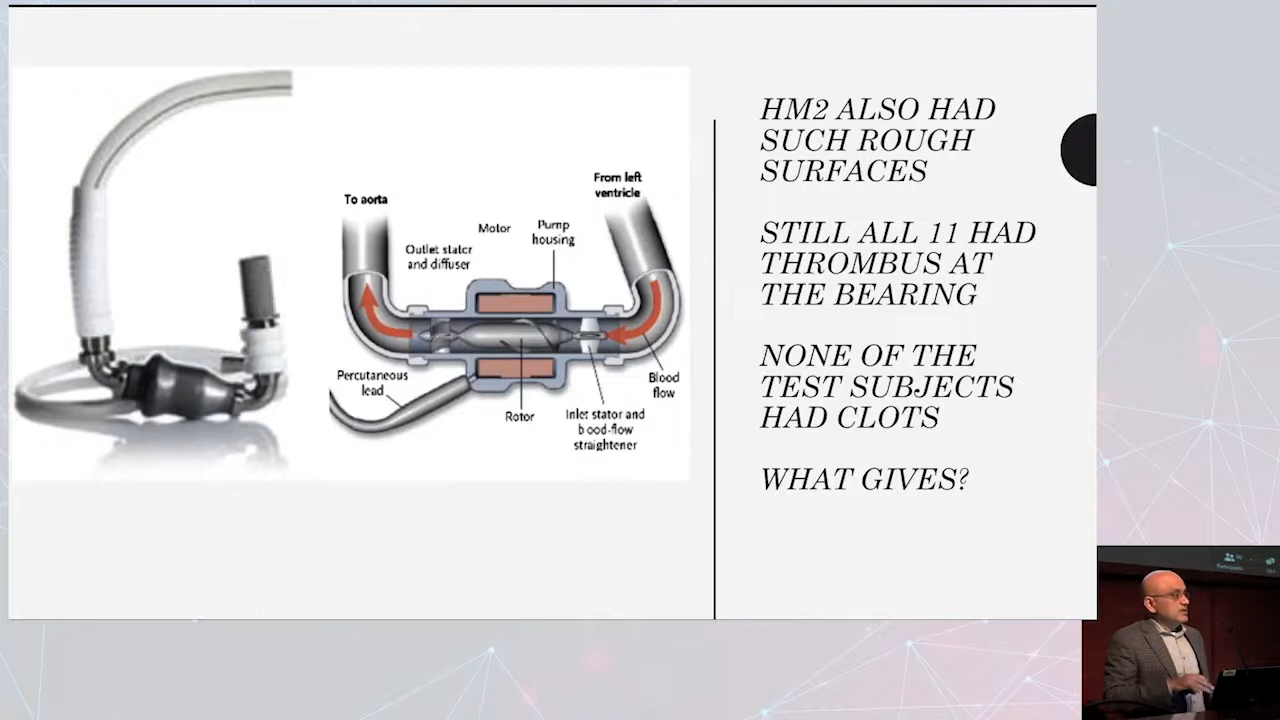 HM2 ALSO HAD
SUCH ROUGH
SURFACES
STILL ALL 11 HAD
THROMBUS AT
THE BEARING
NONE OF THE
TEST SUBJECTS
HAD CLOTS
WHAT GIVES?
To aorta
From left
ventricle
Motor
Pump
housing
Outlet stator
and diffuser
Percutaneous
lead
Rotor
Inlet stator and
b ood-flow
straightener
Blood
flow
Participants